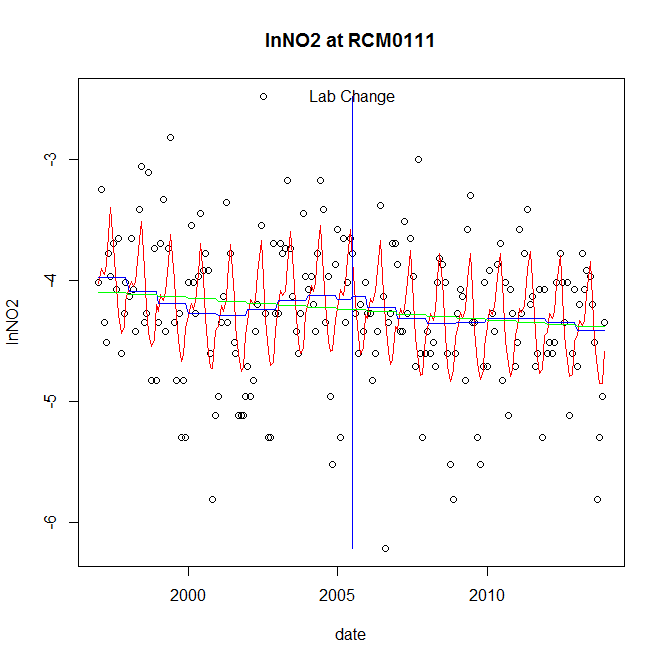 lnNO2 at RCM0111
Lab Change
-3
-4
-5
-6
lnNO2
2000 2005 2010
date